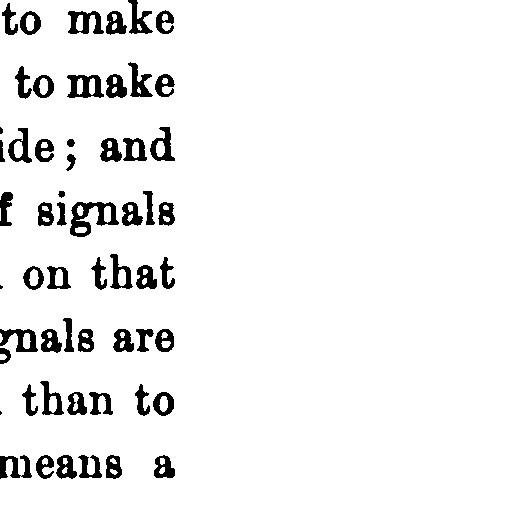 to make
to make
ide; and
f signals
on that
gnals are
than to
means a